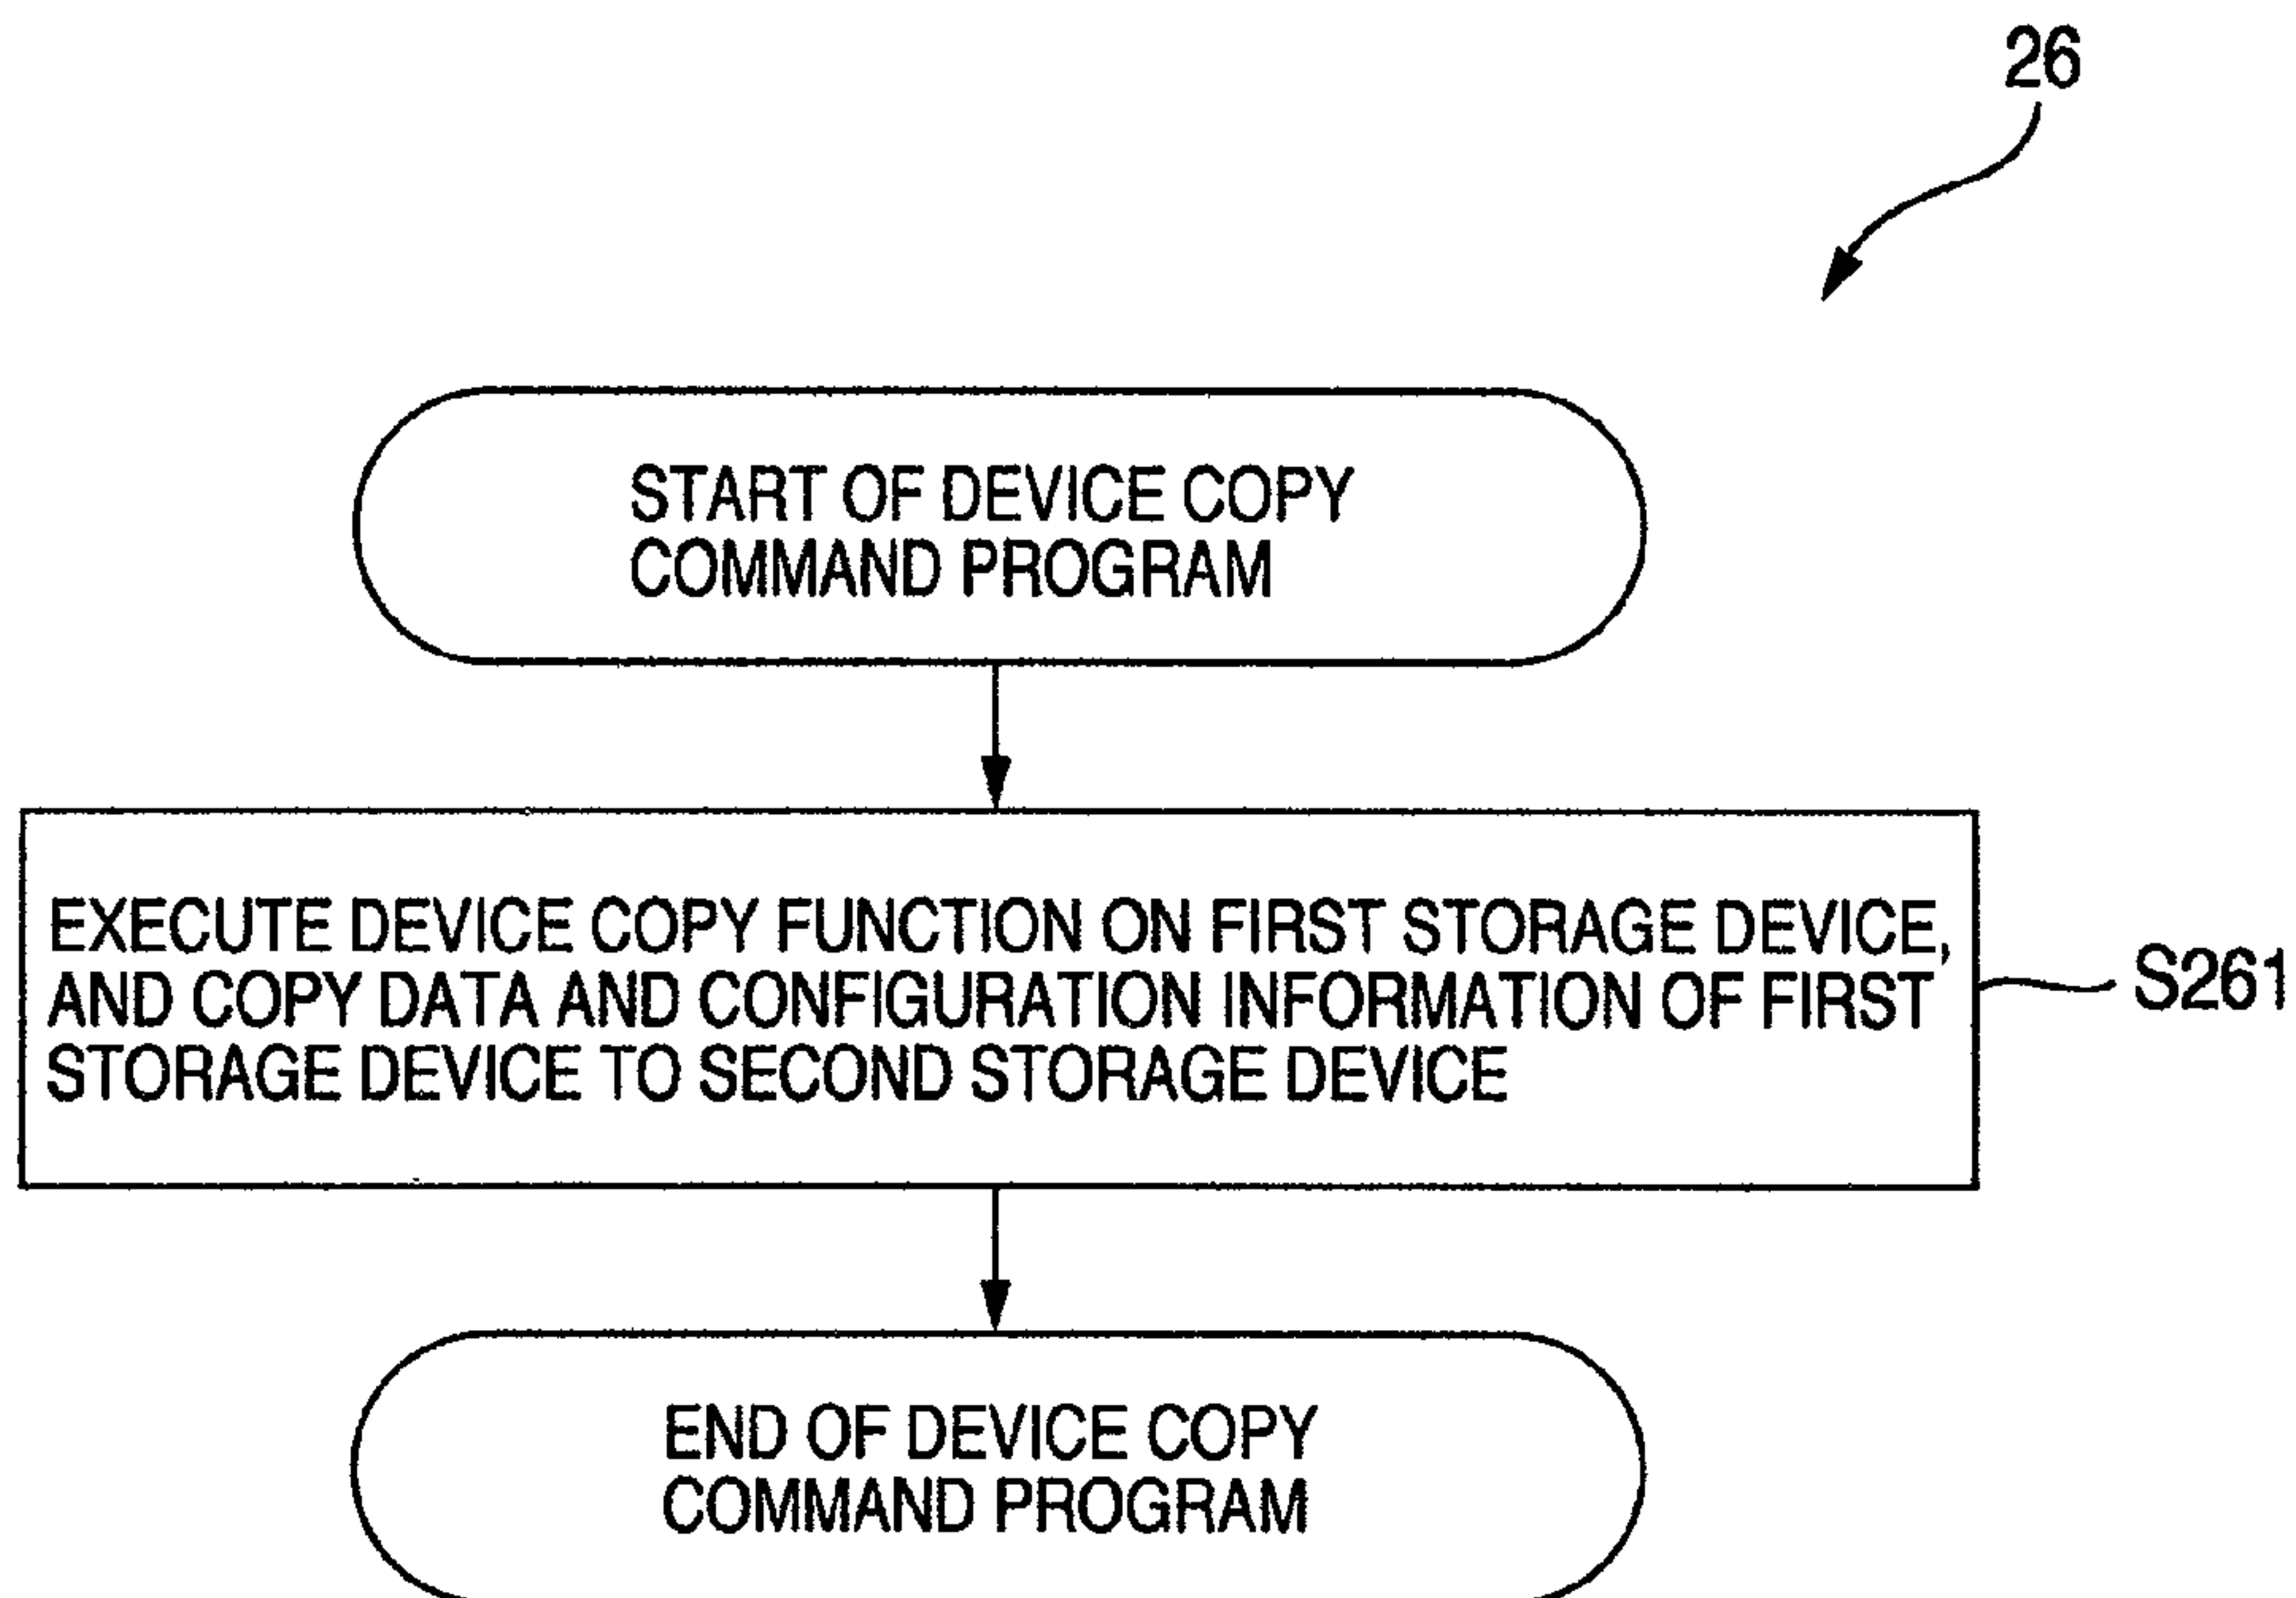 26
START OF DEVICE COPY
COMMAND PROGRAM
EXECUTE DEVICE COPY FUNCTION ON FIRST STORAGE DEVICE,
AND COPY DATA AND CONFIGURATION INFORMATION OF FIRST
STORAGE DEVICE TO SECOND STORAGE DEVICE
S261
END OF DEVICE COPY
COMMAND PROGRAM